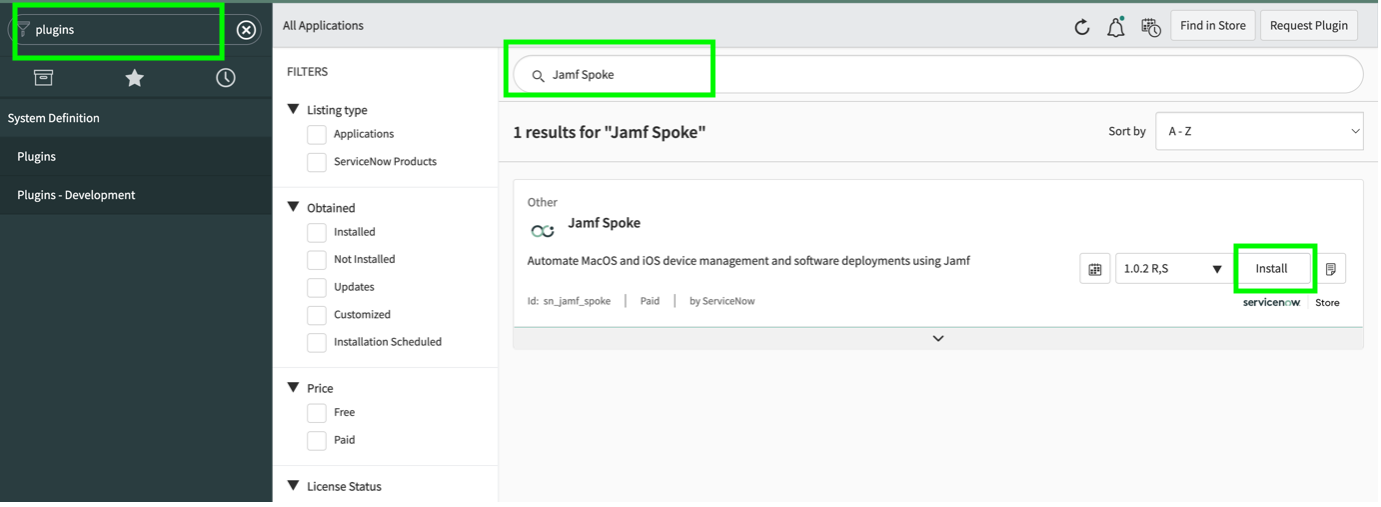 plugins
System Definition
Plugins
Plugins - Development
All Applications
Find in Store
Request Plugin
FILTERS
Listing type
Applications
ServiceNow Products
Obtained
Installed
Not Installed
Updates
Customized
Installation Scheduled
Price
Free
Paid
License Status
Jamf Spoke
1 results for "Jamf Spoke"
Sort by
A - Z
Other
Jamf Spoke
Automate MacOS and iOS device management and software deployments using Jamf
1.0.2 R,S
Install
Id: sn_jamf_spoke | Paid | by ServiceNow
servicenow Store